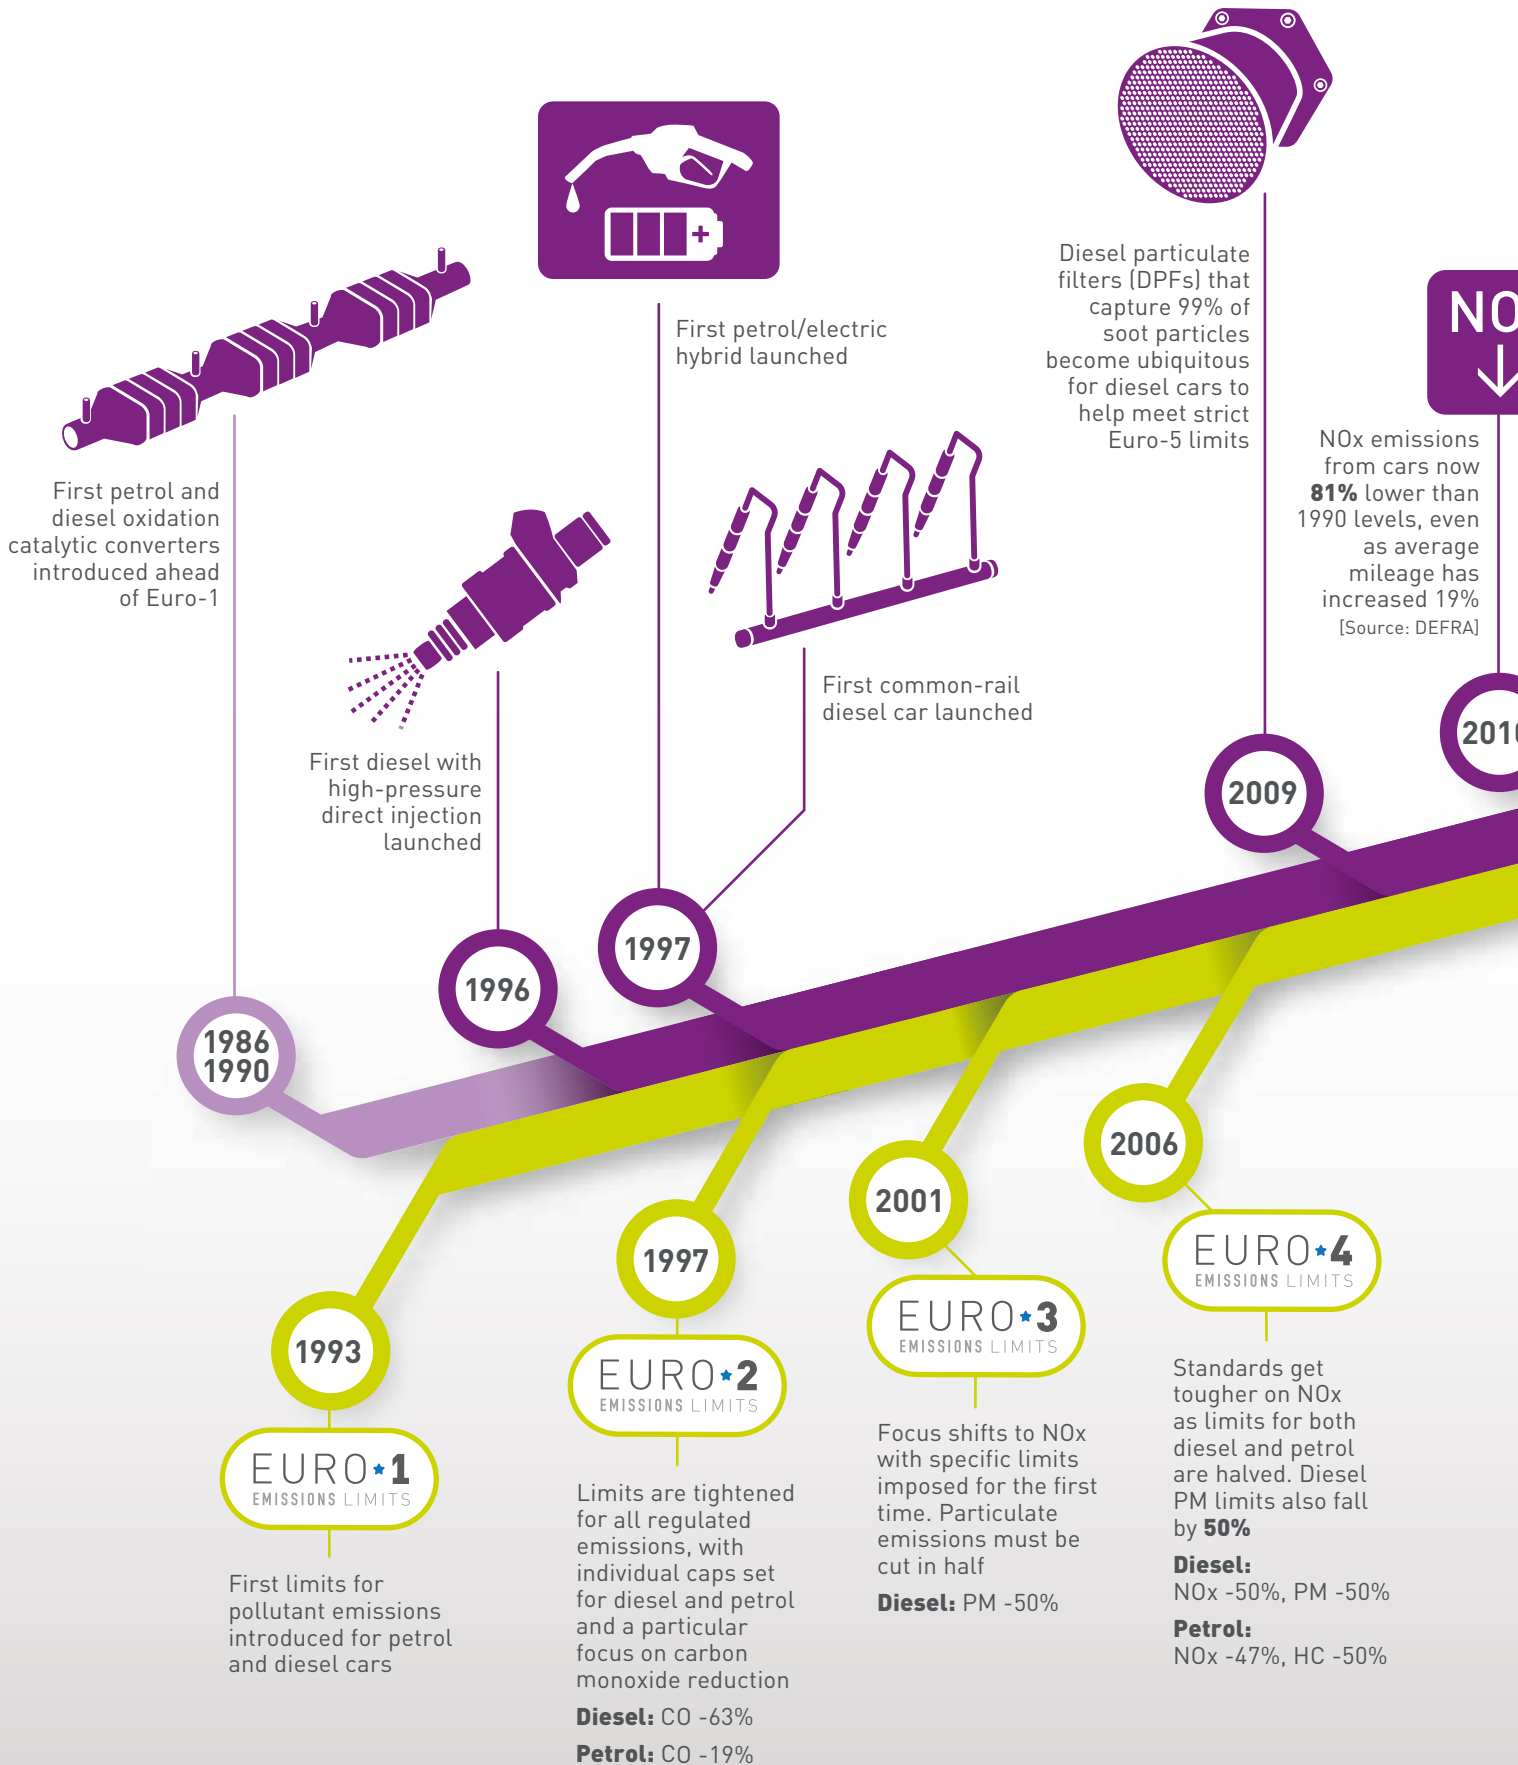 NO
Diesel particulate
filters (DPFs) that
capture 99% of
soot particles
become ubiquitous
for diesel cars to
help meet strict
Euro-5 limits
First petrol/electric
hybrid launched
NOx emissions
from cars now
81% lower than
1990 levels, even
as average
mileage has
increased 19%
[Source: DEFRA]
First petrol and
diesel oxidation
catalytic converters
introduced ahead
of Euro-1
First common-rail
diesel car launched
First diesel with
high-pressure
direct injection
launched
2010
2009
1997
1996
1986
1990
2006
2001
1997
1993
EURO★4
EMISSIONS LIMITS
EURO★3
EMISSIONS LIMITS
EURO★2
EMISSIONS LIMITS
EURO★1
EMISSIONS LIMITS
First limits for
pollutant emissions
introduced for petrol
and diesel cars
Limits are tightened
for all regulated
emissions, with
individual caps set
for diesel and petrol
and a particular
focus on carbon
monoxide reduction
Diesel: CO -63%
Petrol: CO -19%
Focus shifts to NOx
with specific limits
imposed for the first
time. Particulate
emissions must be
cut in half
Diesel: PM -50%
Standards get
tougher on NOx
as limits for both
diesel and petrol
are halved. Diesel
PM limits also fall
by 50%
Diesel:
NOx -50%, PM -50%
Petrol:
NOx -47%, HC -50%